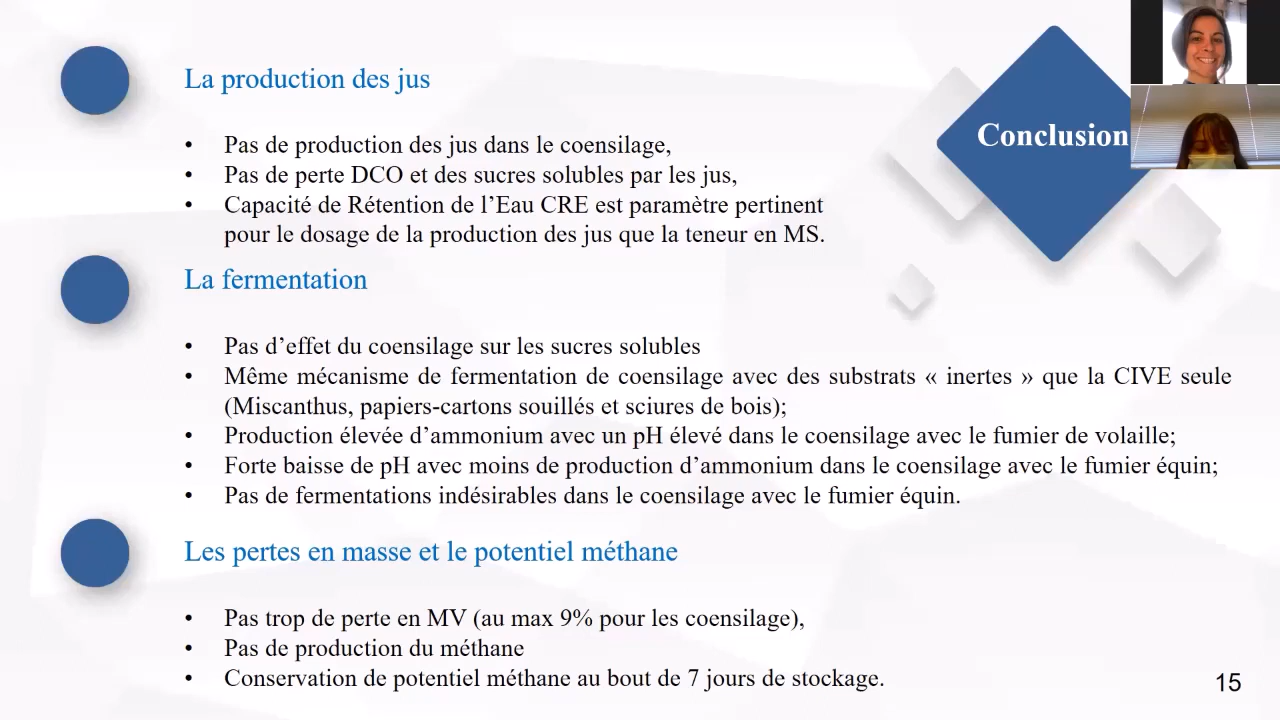 La production des jus
Conclusion
• Pas de production des jus dans le coensilage,
• Pas de perte DCO et des sucres solubles par les jus,
• Capacité de Rétention de l’Eau CRE est paramètre pertinent
pour le dosage de la production des jus que la teneur en MS.
La fermentation
• Pas d’effet du coensilage sur les sucres solubles
• Même mécanisme de fermentation de coensilage avec des substrats « inertes » que la CIVE seule
(Miscanthus, papiers-cartons souillés et sciures de bois);
• Production élevée d’ammonium avec un pH élevé dans le coensilage avec le fumier de volaille;
• Forte baisse de pH avec moins de production d’ammonium dans le coensilage avec le fumier équin;
• Pas de fermentations indésirables dans le coensilage avec le fumier équin.
Les pertes en masse et le potentiel méthane
• Pas trop de perte en MV (au max 9% pour les coensilage),
• Pas de production du méthane
• Conservation de potentiel méthane au bout de 7 jours de stockage.
15